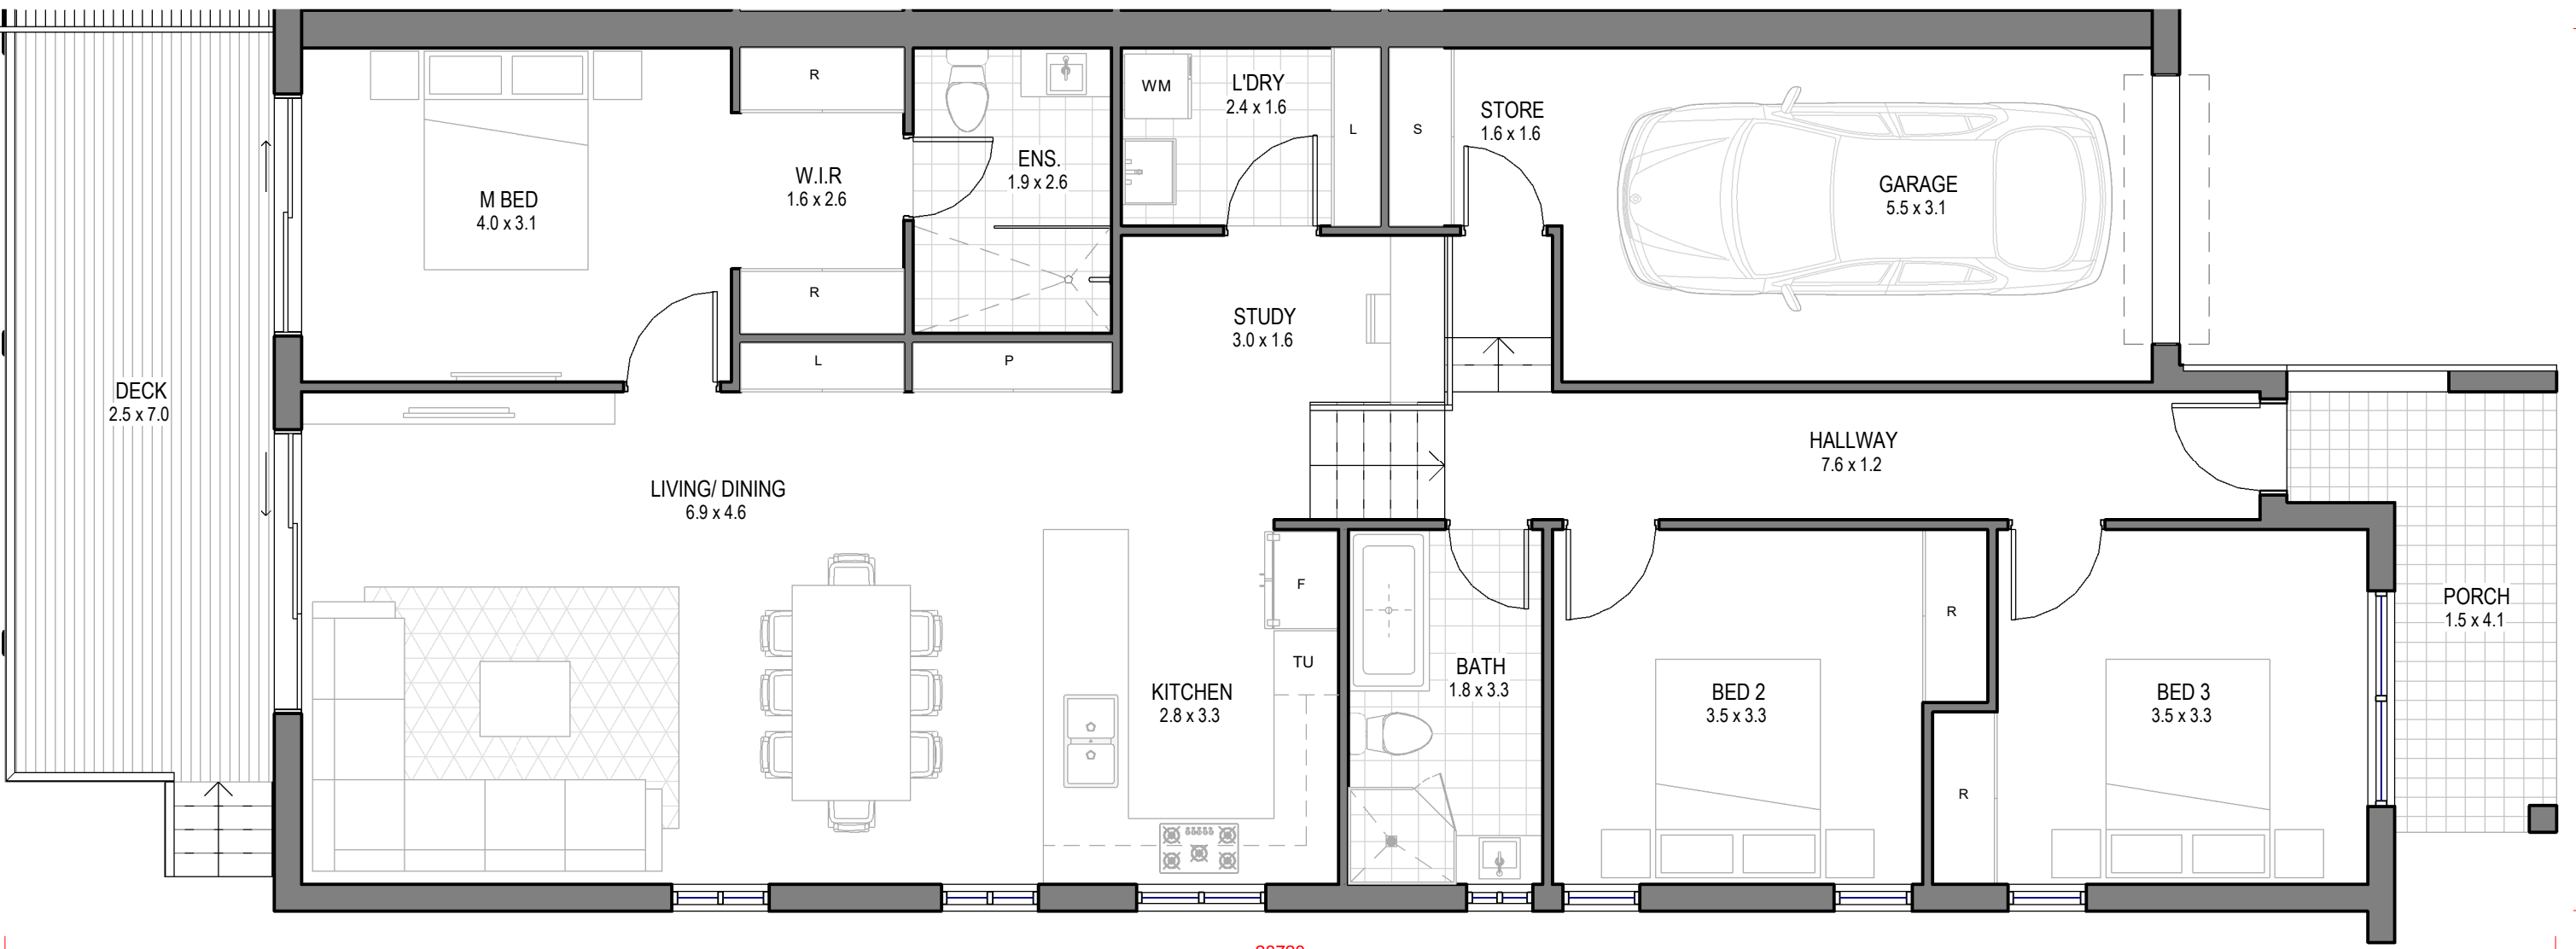 R
WM
L'DRY
2.4 x 1.6
L
S
STORE
1.6 x 1.6
M BED
4.0 x 3.1
W.I.R
1.6 x 2.6
ENS.
1.9 x 2.6
GARAGE
5.5 x 3.1
R
STUDY
3.0 x 1.6
L
P
DECK
2.5 x 7.0
LIVING/ DINING
6.9 x 4.6
HALLWAY
7.6 x 1.2
F
TU
KITCHEN
2.8 x 3.3
BATH
1.8 x 3.3
BED 2
3.5 x 3.3
R
R
BED 3
3.5 x 3.3
PORCH
1.5 x 4.1